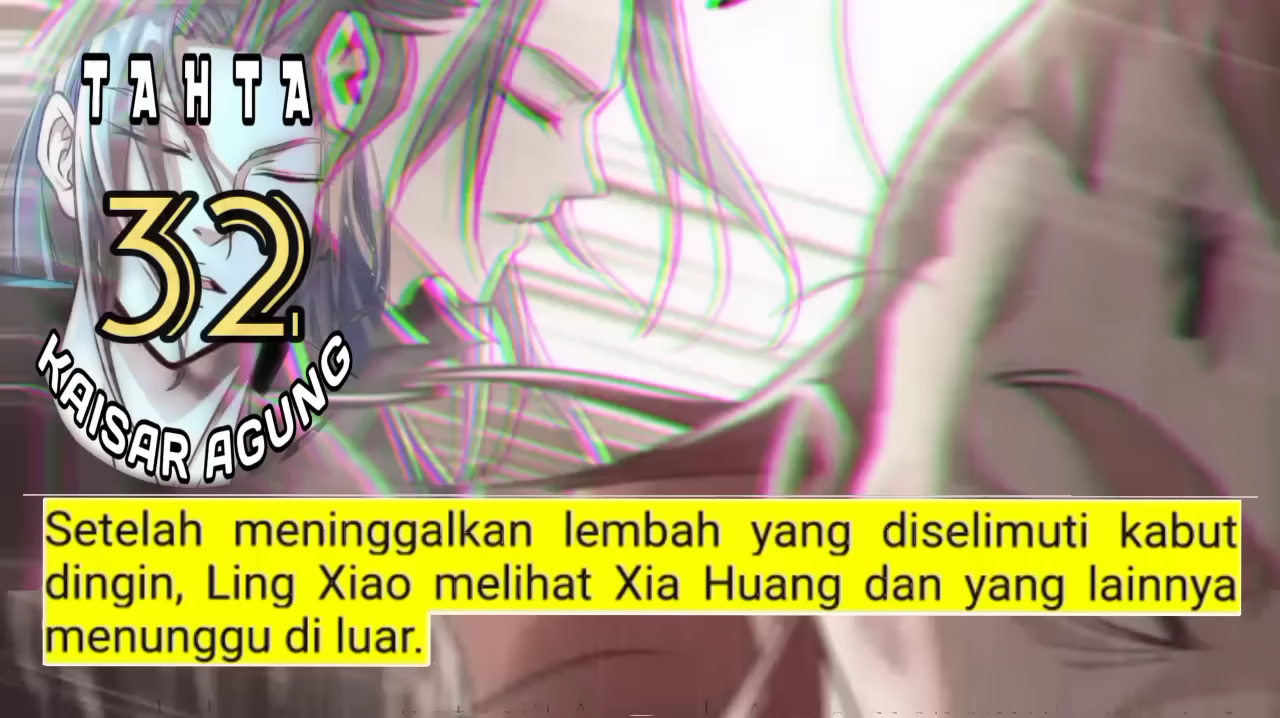 TAHTA
32
KAISAR AGUNG
Setelah meninggalkan lembah yang diselimuti kabut
dingin, Ling Xiao melihat Xia Huang dan yang lainnya
menunggu di luar.